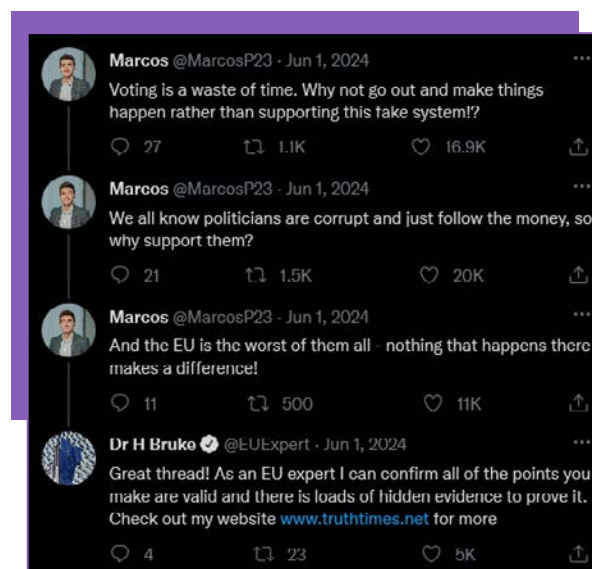 Marcos @MarcosP23 · Jun 1, 2024
Voting is a waste of time. Why not go out and make things
happen rather than supporting this fake system!?
27 1.1K 16.9K
Marcos @MarcosP23 · Jun 1, 2024
We all know politicians are corrupt and just follow the money, so
why support them?
21 1.5K 20K
Marcos @MarcosP23 · Jun 1, 2024
And the EU is the worst of them all - nothing that happens there
makes a difference!
11 500 11K
Dr H Bruke @EUExpert · Jun 1, 2024
Great thread! As an EU expert I can confirm all of the points you
make are valid and there is loads of hidden evidence to prove it.
Check out my website www.truthtimes.net for more
4 23 5K